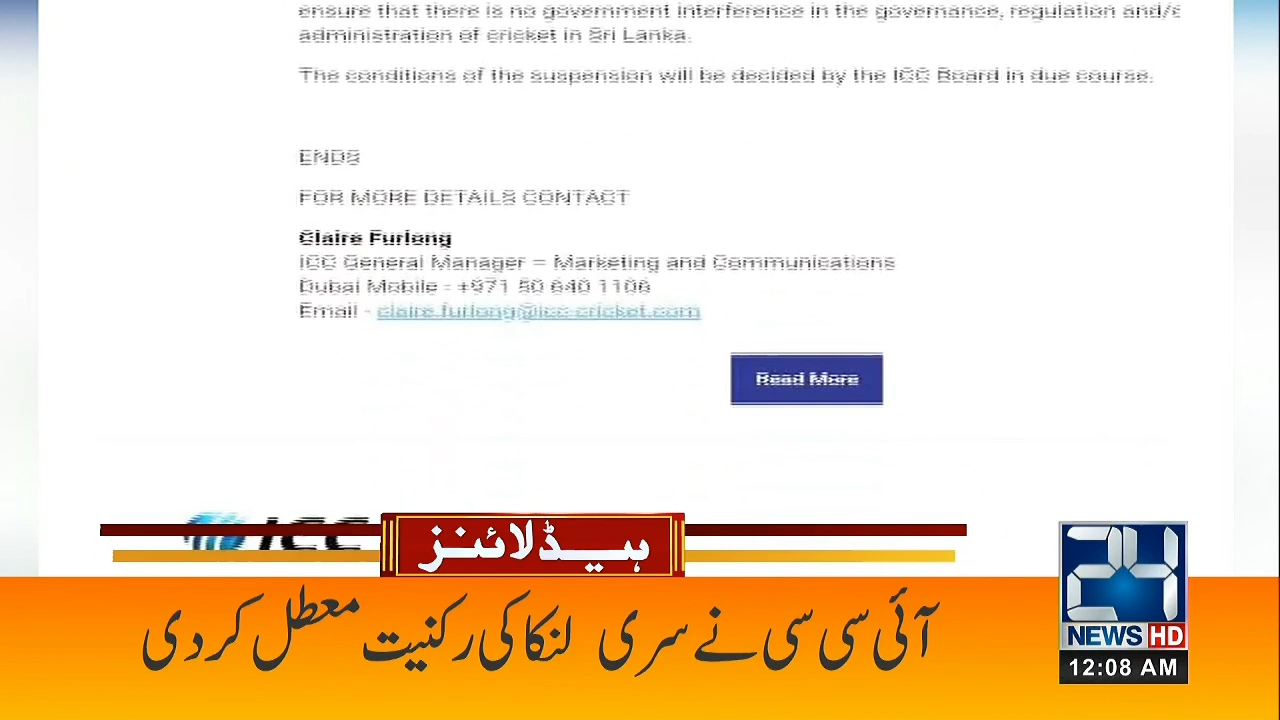 ensure that there is no government interference in the governance, regulation and/
administration of cricket in Sri Lanka.
The conditions of the suspension will be decided by the ICC Board in due course.
ENDS
FOR MORE DETAILS CONTACT
Claire Furlong
ICC General Manager – Marketing and Communications
Dubai Mobile - +971 50 640 1106
Email - claire.furlong@icc-cricket.com
Read More
ICC
ہیڈلائنز
آئی سی سی نے سری لنکا کی رکنیت معطل کردی
24
NEWS HD
12:08 AM